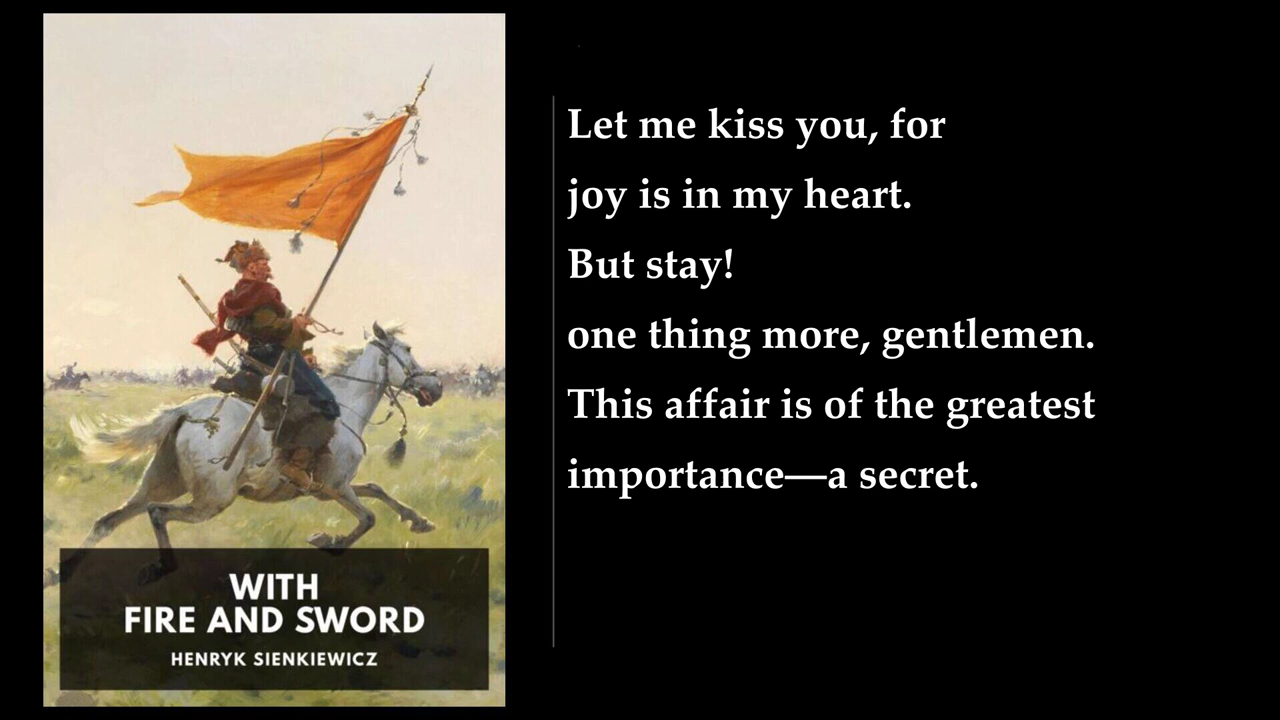 WITH
FIRE AND SWORD
HENRYK SIENKIEWICZ
Let me kiss you, for
joy is in my heart.
But stay!
one thing more, gentlemen.
This affair is of the greatest
importance—a secret.